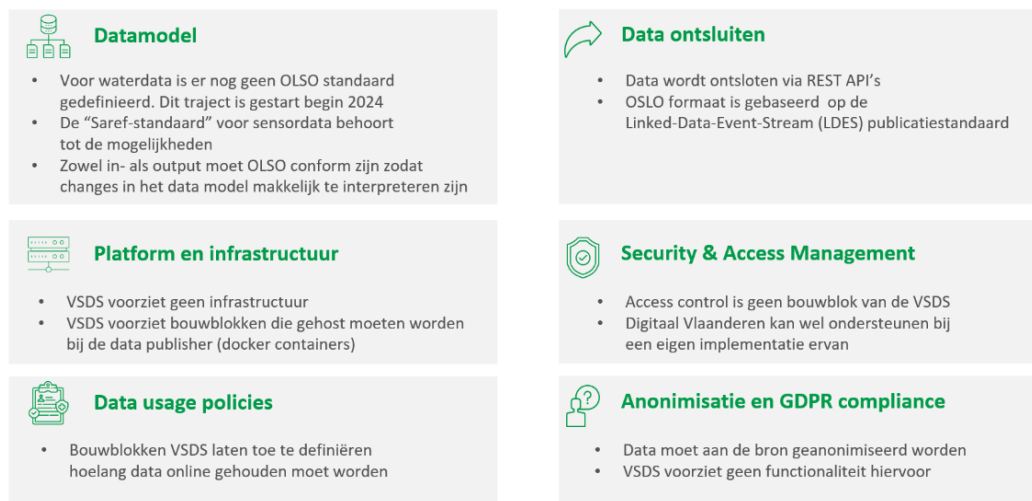 Datamodel
• Voor waterdata is er nog geen OLSO standaard
gedefinieerd. Dit traject is gestart begin 2024
• De “Saref-standaard” voor sensordata behoort
tot de mogelijkheden
• Zowel in- als output moet OLSO conform zijn zodat
changes in het data model makkelijk te interpreteren zijn
Data ontsluiten
• Data wordt ontsloten via REST API’s
• OSLO formaat is gebaseerd op de
Linked-Data-Event-Stream (LDES) publicatiestandaard
Platform en infrastructuur
• VSDS voorziet geen infrastructuur
• VSDS voorziet bouwblokken die gehost moeten worden
bij de data publisher (docker containers)
Security & Access Management
• Access control is geen bouwblok van de VSDS
• Digitaal Vlaanderen kan wel ondersteunen bij
een eigen implementatie ervan
Data usage policies
• Bouwblokken VSDS laten toe te definiëren
hoelang data online gehouden moet worden
Anonimisatie en GDPR compliance
• Data moet aan de bron geanonimiseerd worden
• VSDS voorziet geen functionaliteit hiervoor